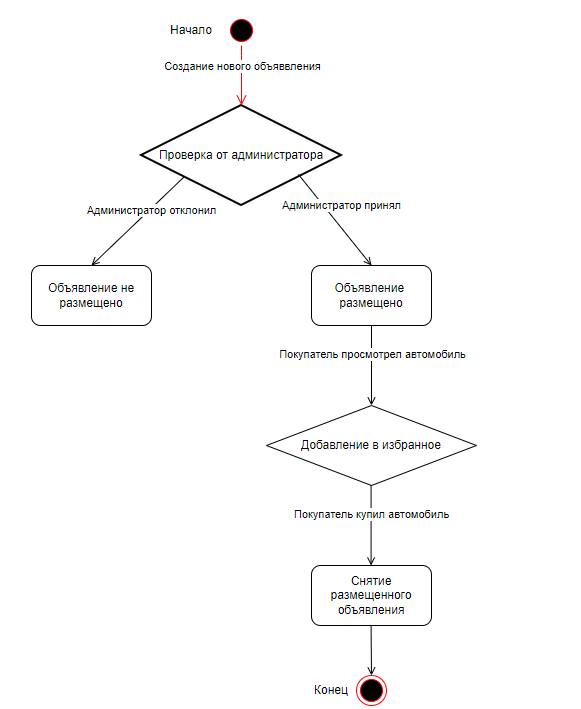 Начало
Создание нового объяввления
Проверка от администратора
Администратор отклонил
Администратор принял
Объявление не
размещено
Объявление
размещено
Покупатель просмотрел автомобиль
Добавление в избранное
Покупатель купил автомобиль
Снятие
размещенного
объявления
Конец